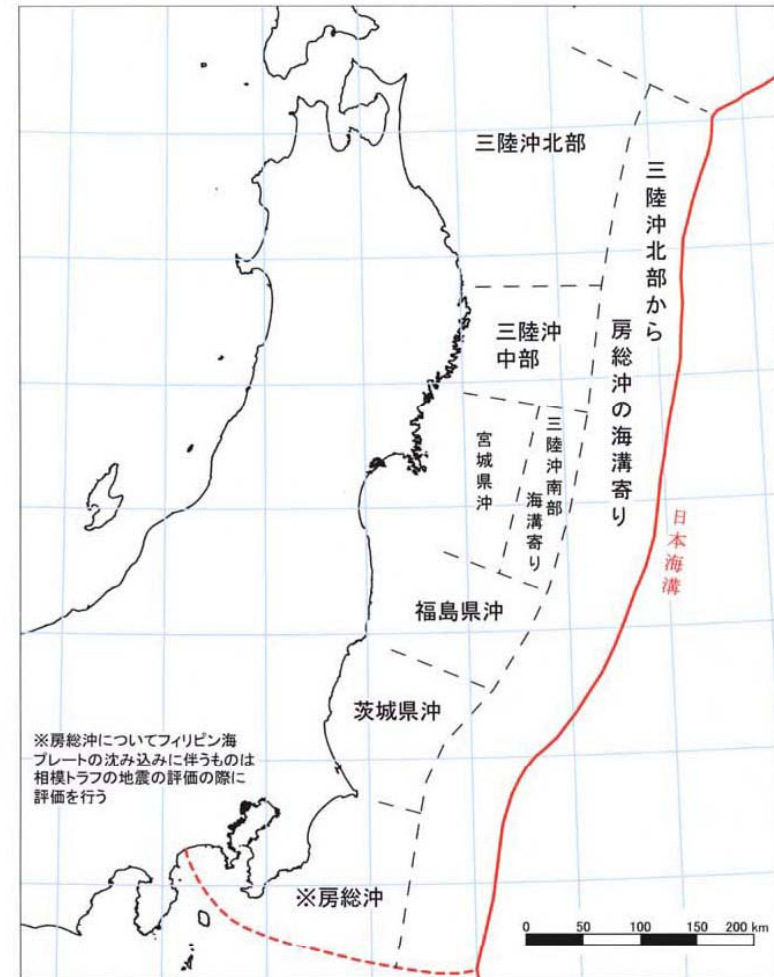 三陸沖北部
三陸沖北部から
房総沖の海溝寄り
三陸沖
中部
宮城県沖
三陸沖南部
海溝寄り
日本海溝
福島県沖
茨城県沖
※房総沖についてフィリピン海
プレートの沈み込みに伴うものは
相模トラフの地震の評価の際に
評価を行う
※房総沖
0 50 100 150 200 km